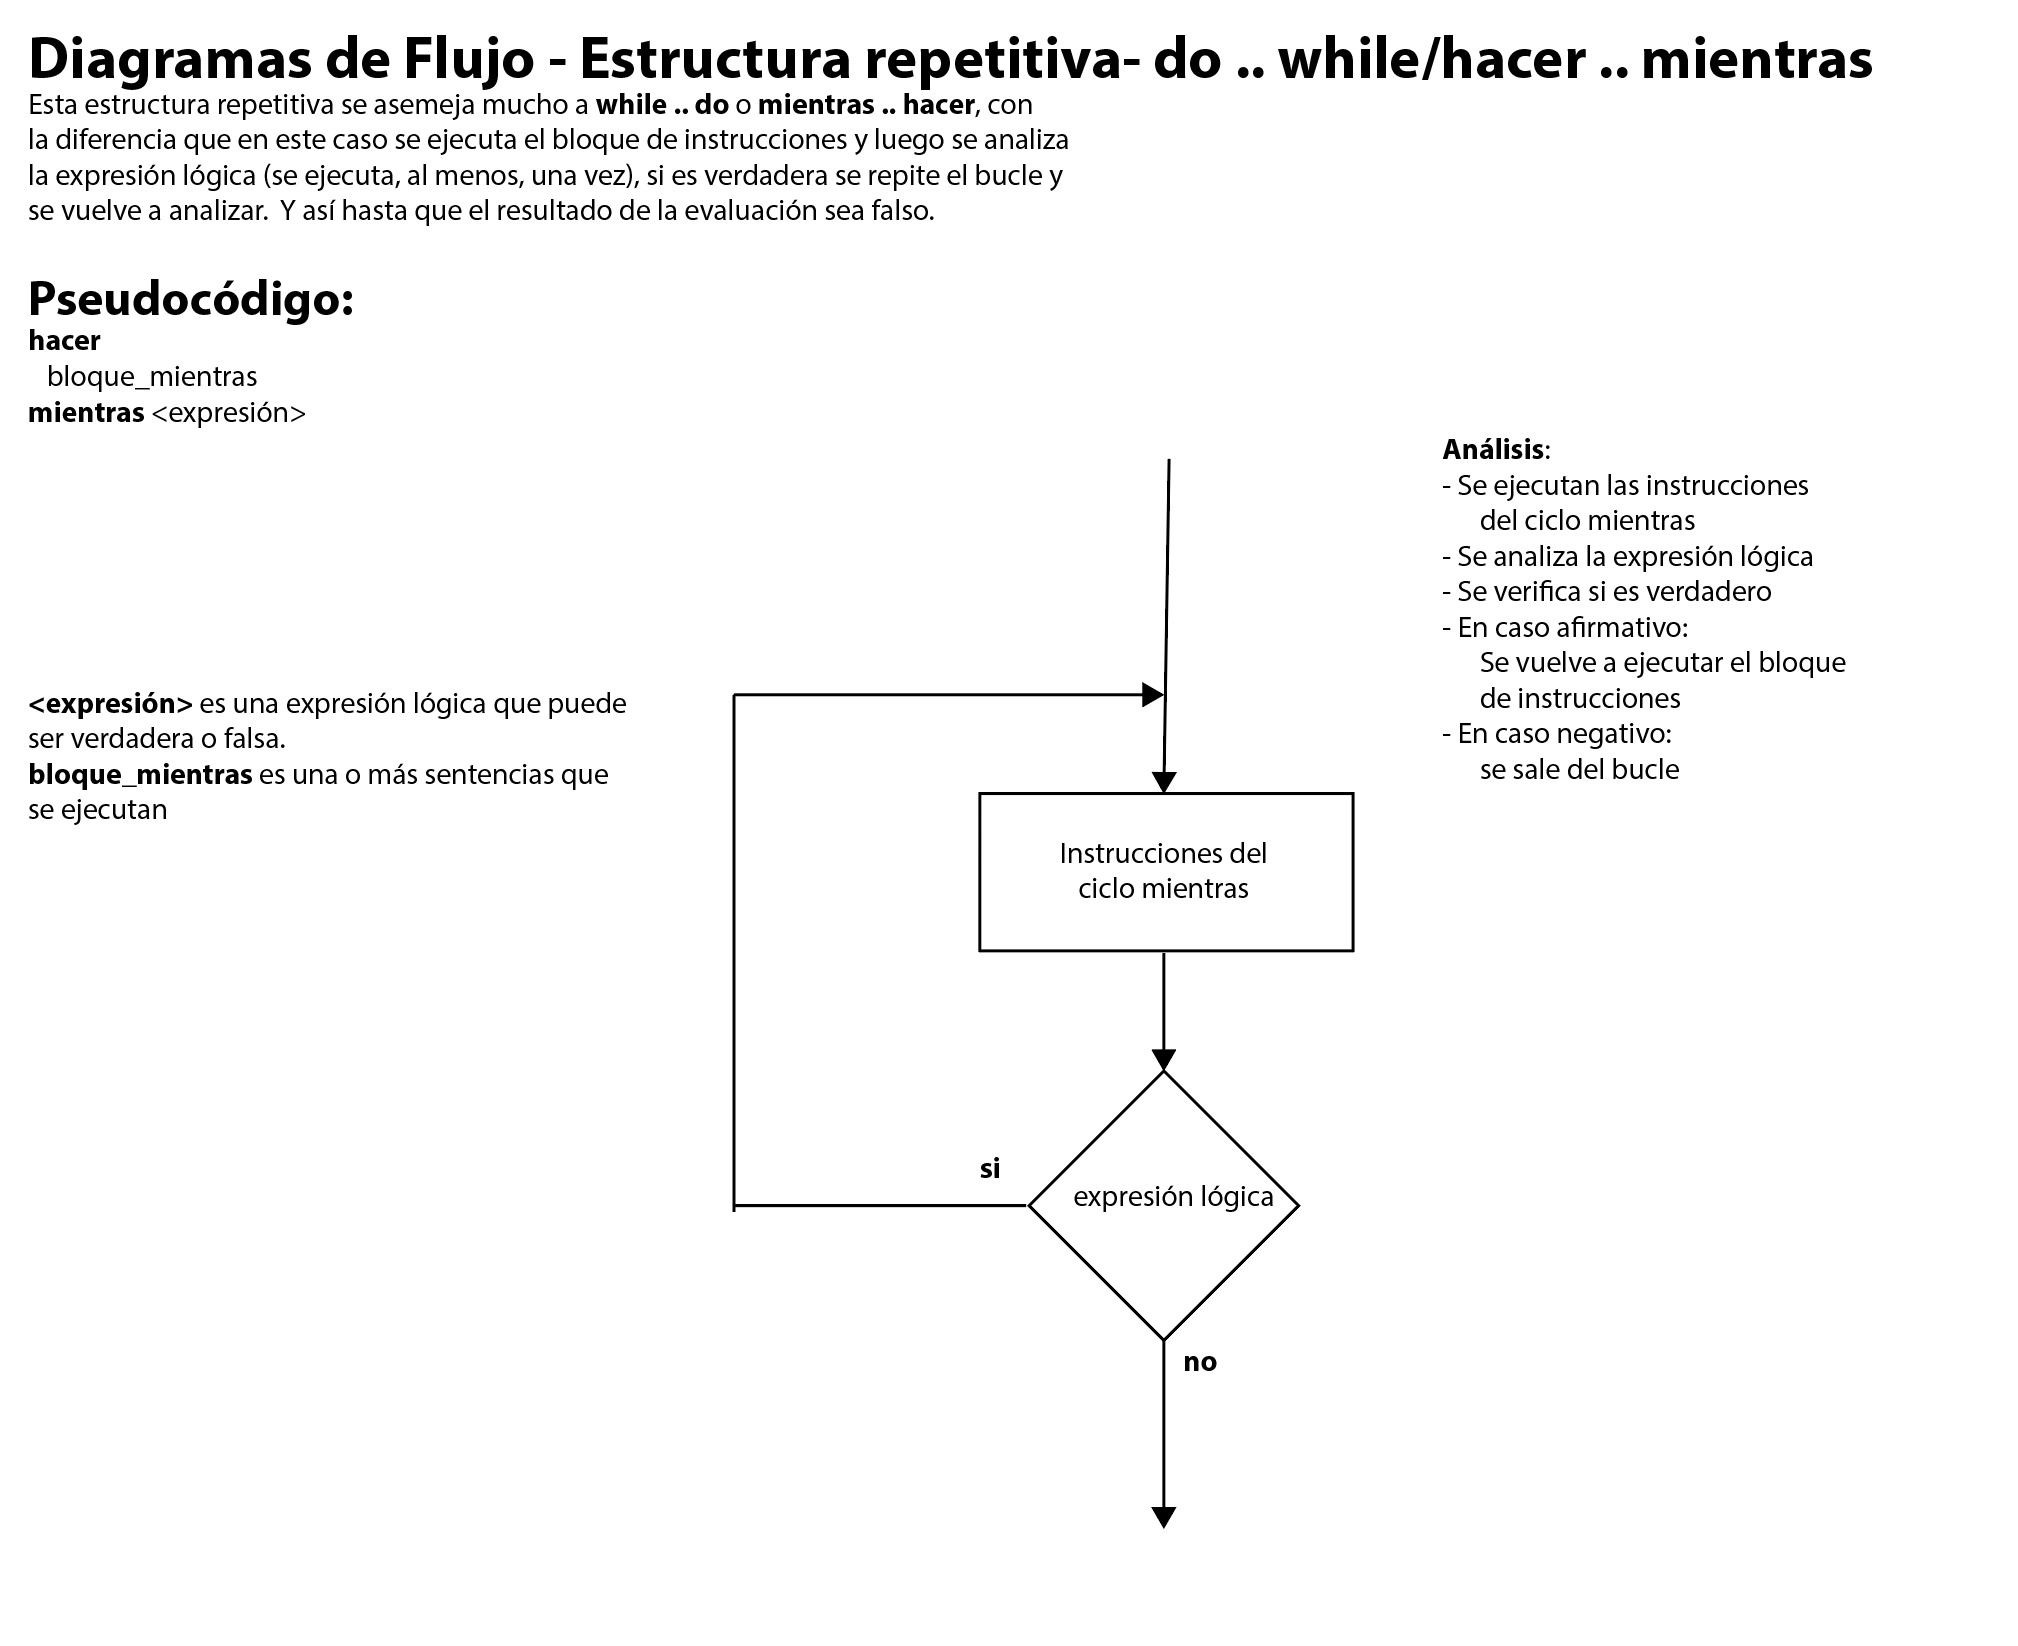 Diagramas de Flujo - Estructura repetitiva- do .. while/hacer .. mientras
Esta estructura repetitiva se asemeja mucho a while .. do o mientras .. hacer, con
la diferencia que en este caso se ejecuta el bloque de instrucciones y luego se analiza
la expresión lógica (se ejecuta, al menos, una vez), si es verdadera se repite el bucle y
se vuelve a analizar.  Y así hasta que el resultado de la evaluación sea falso.
Pseudocódigo:
hacer
bloque_mientras
mientras <expresión>
<expresión> es una expresión lógica que puede
ser verdadera o falsa.
bloque_mientras es una o más sentencias que
se ejecutan
Instrucciones del
ciclo mientras
si
expresión lógica
no
Análisis:
- Se ejecutan las instrucciones
del ciclo mientras
- Se analiza la expresión lógica
- Se verifica si es verdadero
- En caso afirmativo:
Se vuelve a ejecutar el bloque
de instrucciones
- En caso negativo:
se sale del bucle